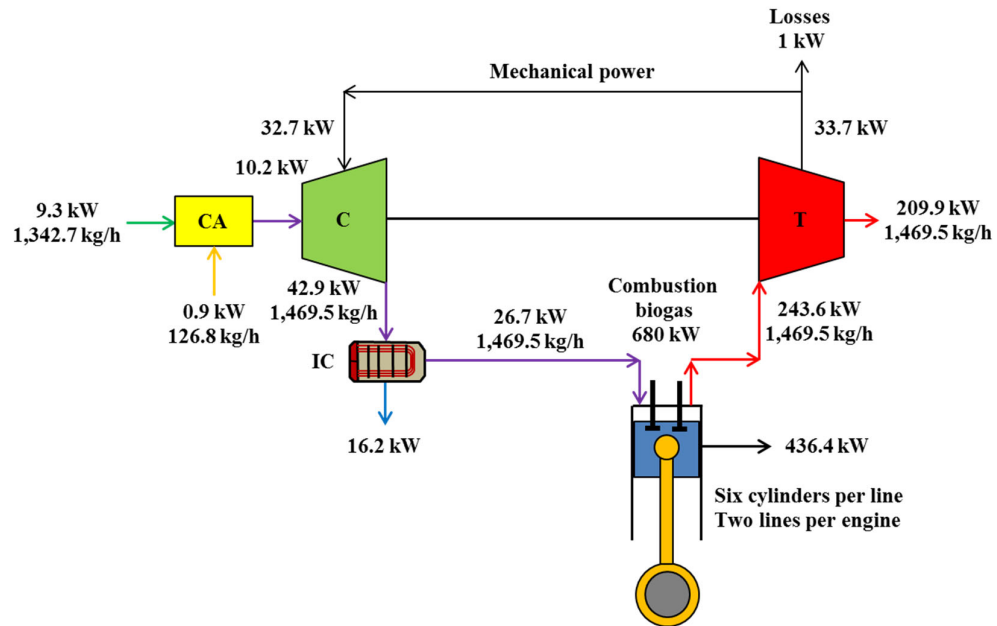 Losses
1 kW
Mechanical power
32.7 kW
33.7 kW
10.2 kW
9.3 kW
1,342.7 kg/h
CA
C
T
209.9 kW
1,469.5 kg/h
0.9 kW
126.8 kg/h
42.9 kW
1,469.5 kg/h
Combustion
biogas
680 kW
243.6 kW
1,469.5 kg/h
26.7 kW
1,469.5 kg/h
IC
16.2 kW
436.4 kW
Six cylinders per line
Two lines per engine